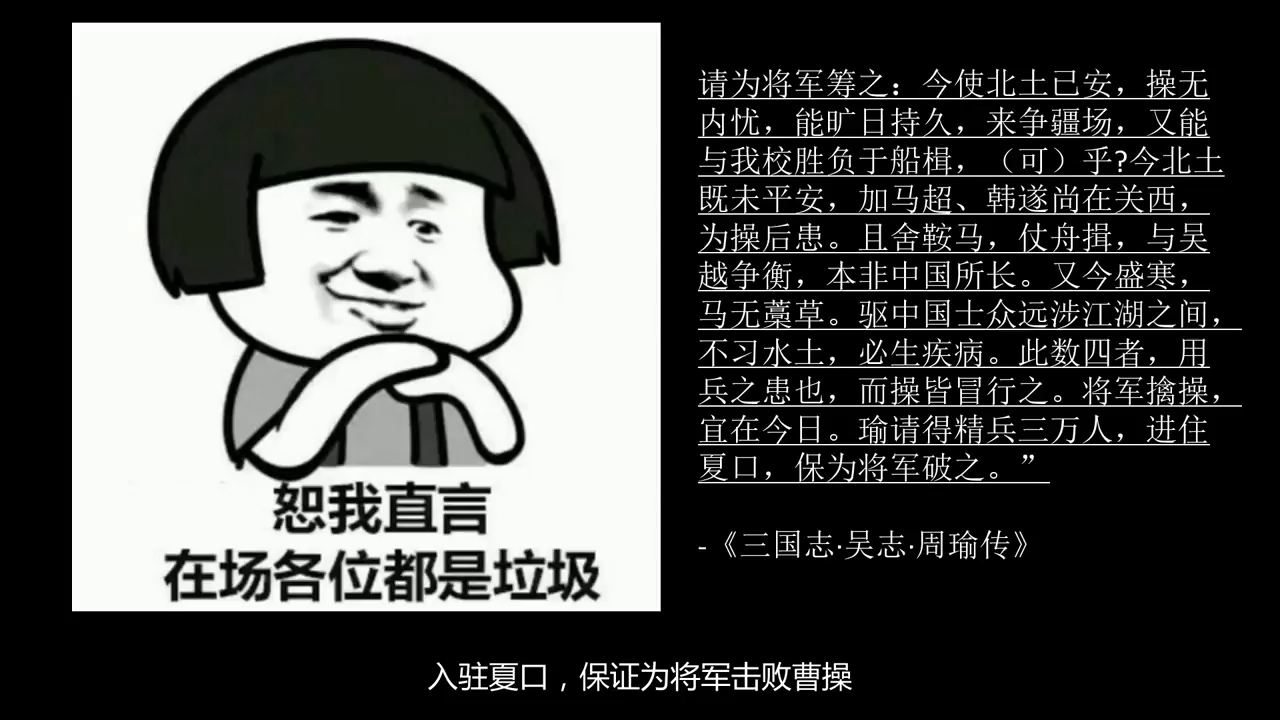 恕我直言
在场各位都是垃圾
请为将军筹之：今使北土已安，操无
内忧，能旷日持久，来争疆场，又能
与我校胜负于船楫，（可）乎?今北土
既未平安，加马超、韩遂尚在关西，
为操后患。且舍鞍马，仗舟揖，与吴
越争衡，本非中国所长。又今盛寒，
马无藁草。驱中国士众远涉江湖之间，
不习水土，必生疾病。此数四者，用
兵之患也，而操皆冒行之。将军擒操，
宜在今日。瑜请得精兵三万人，进住
夏口，保为将军破之。”
-《三国志·吴志·周瑜传》
入驻夏口，保证为将军击败曹操